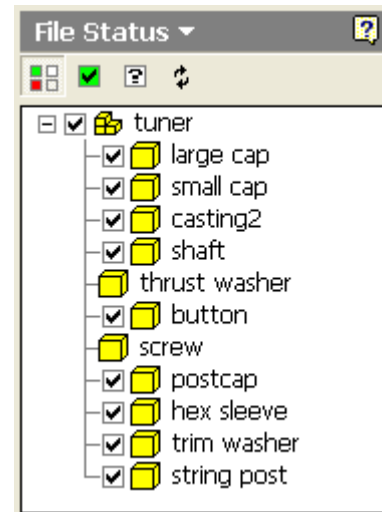 File Status
tuner
large cap
small cap
casting2
shaft
thrust washer
button
screw
postcap
hex sleeve
trim washer
string post